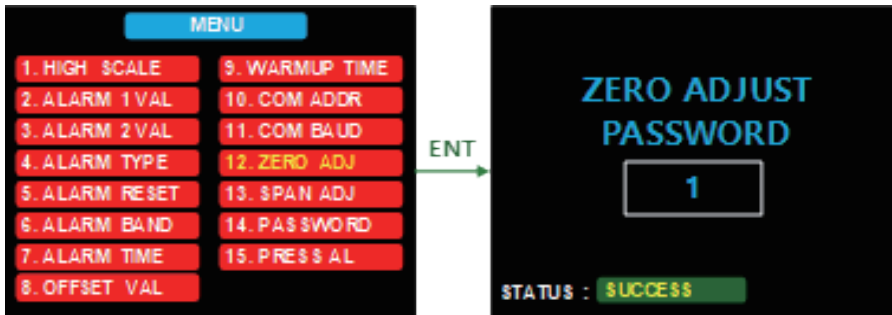 MENU
1. HIGH SCALE
2. ALARM 1 VAL
3. ALARM 2 VAL
4. ALARM TYPE
5. ALARM RESET
6. ALARM BAND
7. ALARM TIME
8. OFFSET VAL
9. WARMUP TIME
10. COM ADDR
11. COM BAUD
12. ZERO ADJ
13. SPAN ADJ
14. PASSWORD
15. PRESS AL
ENT
ZERO ADJUST
PASSWORD
1
STATUS : SUCCESS